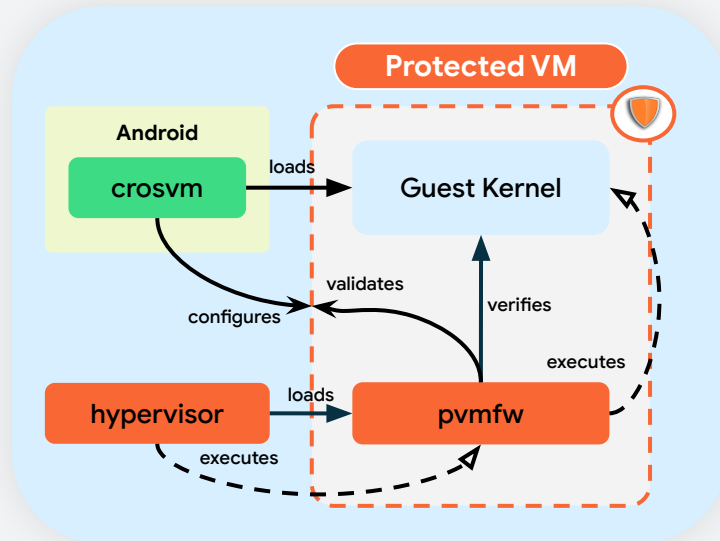 Protected VM
Android
crosvm
loads
Guest Kernel
validates
configures
verifies
executes
hypervisor
loads
pvmfw
executes